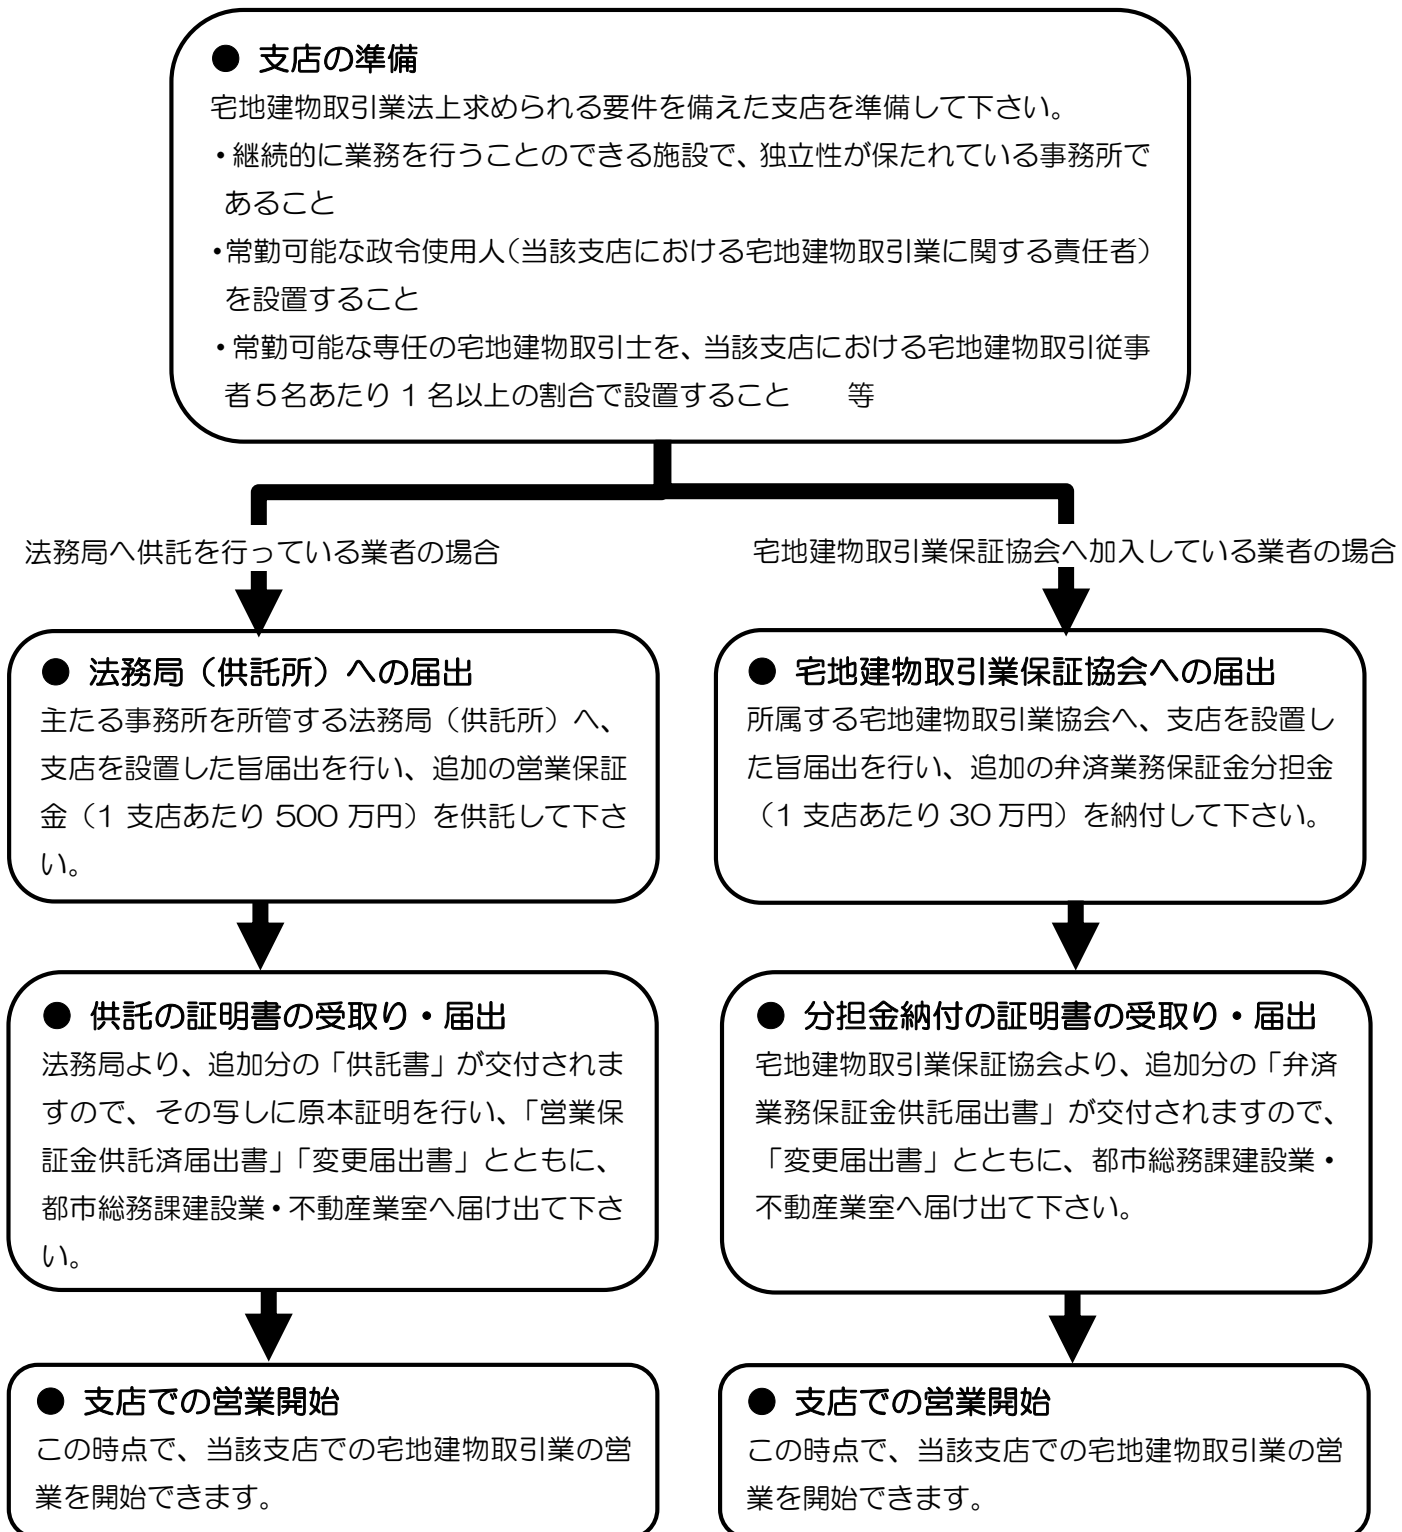 ● 支店の準備
宅地建物取引業法上求められる要件を備えた支店を準備して下さい。
・継続的に業務を行うことのできる施設で、独立性が保たれている事務所で
あること
・常勤可能な政令使用人（当該支店における宅地建物取引業に関する責任者）
を設置すること
・常勤可能な専任の宅地建物取引士を、当該支店における宅地建物取引従事
者５名あたり 1 名以上の割合で設置すること　　等
法務局へ供託を行っている業者の場合
宅地建物取引業保証協会へ加入している業者の場合
● 法務局（供託所）への届出
主たる事務所を所管する法務局（供託所）へ、
支店を設置した旨届出を行い、追加の営業保証
金（1 支店あたり 500 万円）を供託して下さ
い。
● 宅地建物取引業保証協会への届出
所属する宅地建物取引業協会へ、支店を設置し
た旨届出を行い、追加の弁済業務保証金分担金
（1 支店あたり 30 万円）を納付して下さい。
● 供託の証明書の受取り・届出
法務局より、追加分の「供託書」が交付されま
すので、その写しに原本証明を行い、「営業保
証金供託済届出書」「変更届出書」とともに、
都市総務課建設業・不動産業室へ届け出て下さ
い。
● 分担金納付の証明書の受取り・届出
宅地建物取引業保証協会より、追加分の「弁済
業務保証金供託届出書」が交付されますので、
「変更届出書」とともに、都市総務課建設業・
不動産業室へ届け出て下さい。
● 支店での営業開始
この時点で、当該支店での宅地建物取引業の営
業を開始できます。
● 支店での営業開始
この時点で、当該支店での宅地建物取引業の営
業を開始できます。